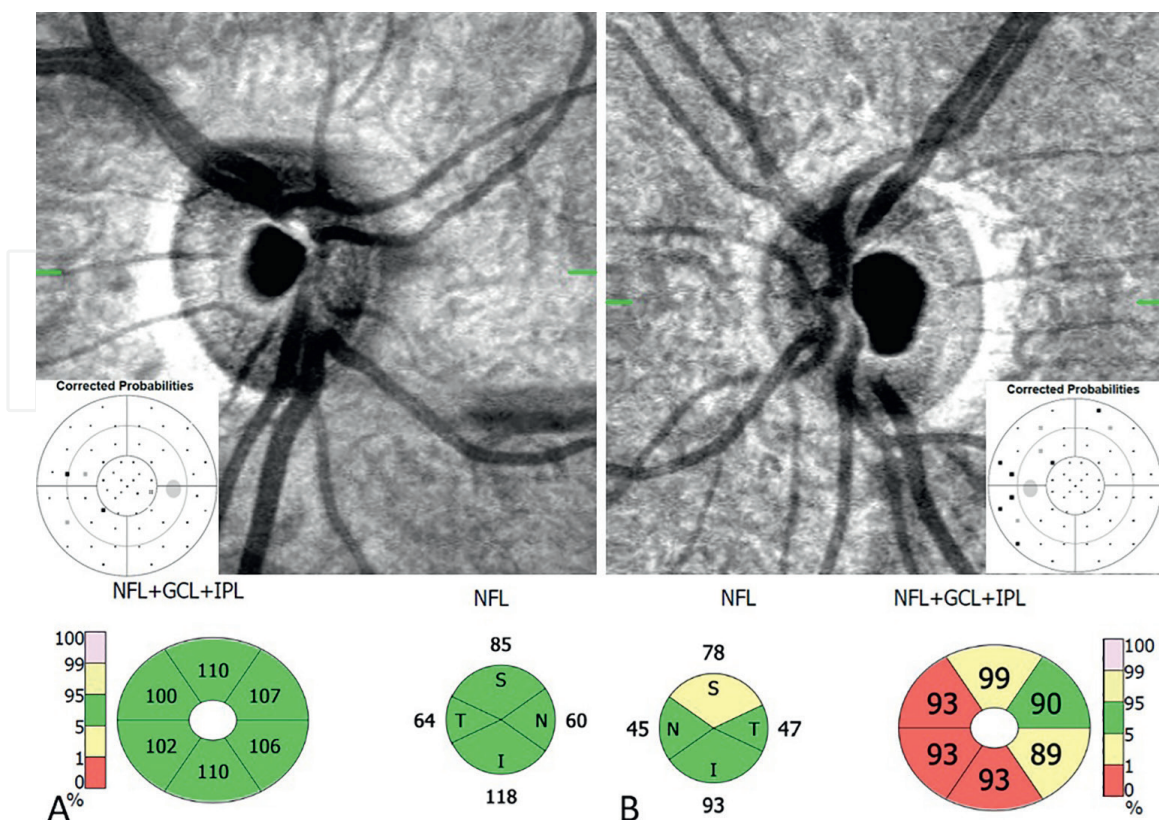 Corrected Probabilities
Corrected Probabilities
NFL+GCL+IPL
NFL
NFL
NFL+GCL+IPL
100
99
95
5
1
0
%
110
100
107
102
106
110
85
S
64
T
N
60
I
118
A
78
S
45
N
T
47
I
93
B
99
93
90
93
89
93
100
99
95
5
1
0
%